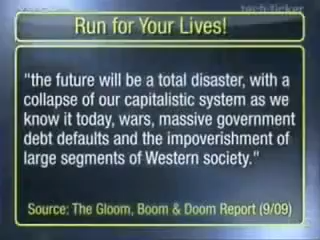 tech·ticker
Run for Your Lives!
"the future will be a total disaster, with a
collapse of our capitalistic system as we
know it today, wars, massive government
debt defaults and the impoverishment of
large segments of Western society."
Source: The Gloom, Boom & Doom Report (9/09)